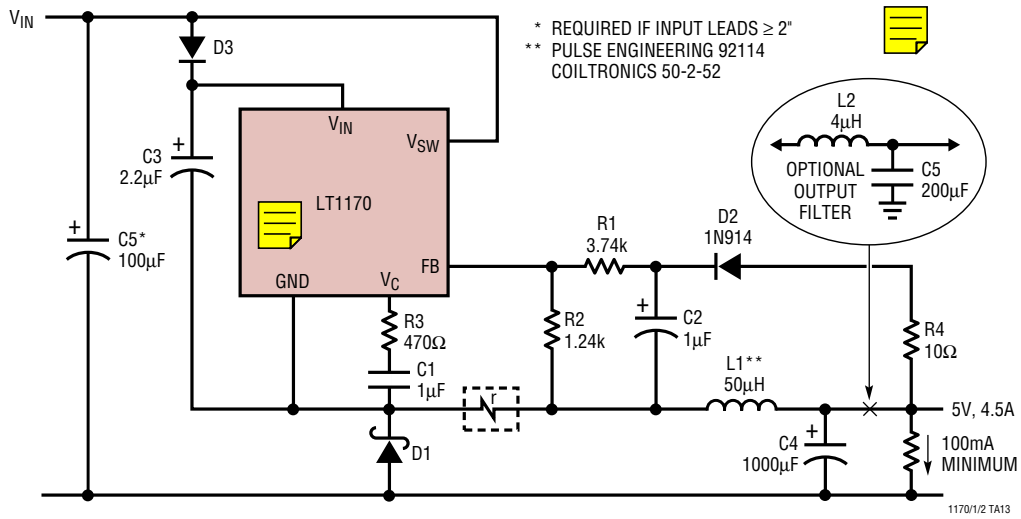 VIN
* REQUIRED IF INPUT LEADS ≥ 2"
** PULSE ENGINEERING 92114
COILTRONICS 50-2-52
D3
L2
4µH
VIN
VSW
C3
2.2µF
+
OPTIONAL
OUTPUT
FILTER
C5
200µF
LT1170
R1
3.74k
D2
1N914
+
C5*
100µF
FB
GND
VC
R3
470Ω
R2
1.24k
+
C2
1µF
R4
10Ω
C1
1µF
r
L1**
50µH
5V, 4.5A
D1
+
C4
1000µF
100mA
MINIMUM
1170/1/2 TA13